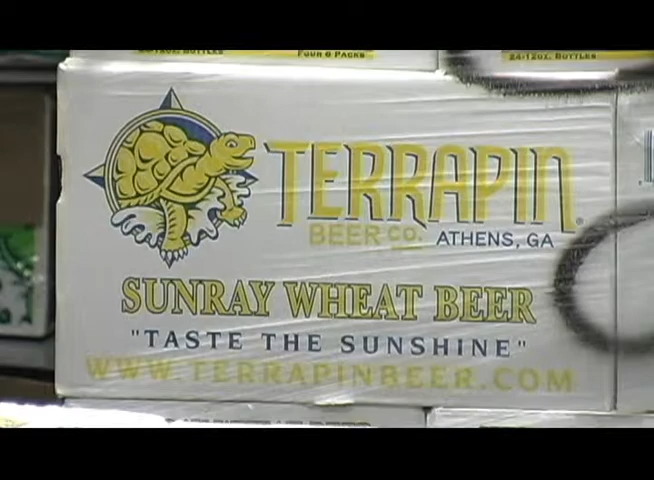 FOUR 6 PACKS
24-12OZ. BOTTLES
TERRAPIN
BEER CO. ATHENS, GA
SUNRAY WHEAT BEER
"TASTE THE SUNSHINE"
WWW.TERRAPINBEER.COM